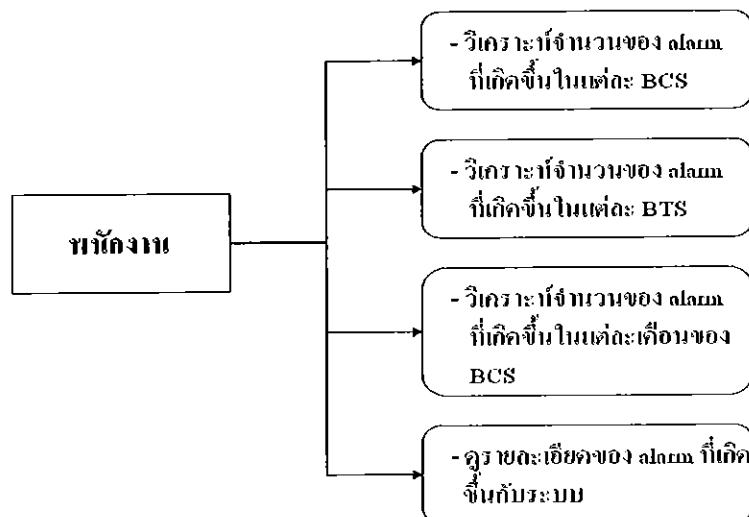 - วิเคราะห์จำนวนของ alarm
ที่เกิดขึ้นในแต่ละ BCS
- วิเคราะห์จำนวนของ alarm
ที่เกิดขึ้นในแต่ละ BTS
พนักงาน
- วิเคราะห์จำนวนของ alarm
ที่เกิดขึ้นในแต่ละเดือนของ
BCS
- ดูรายละเอียดของ alarm ที่เกิด
ขึ้นกับระบบ